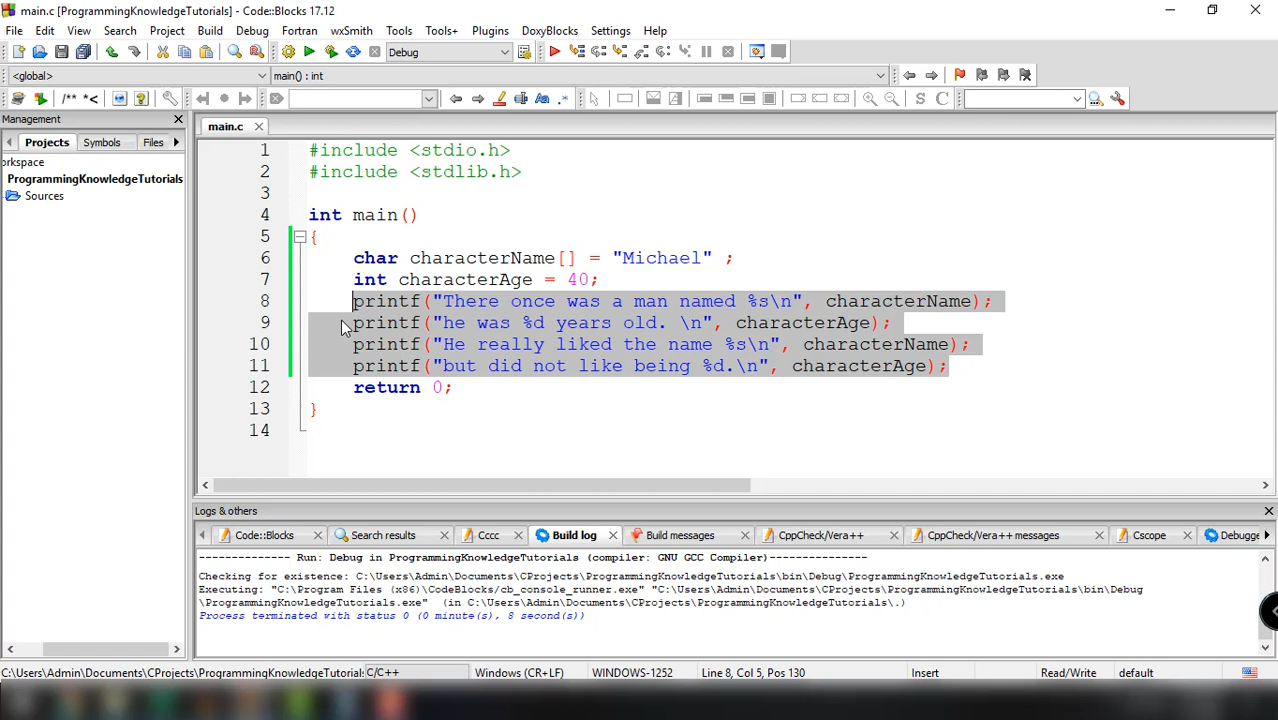 main.c [ProgrammingKnowledgeTutorials] - Code::Blocks 17.12
File Edit View Search Project Build Debug Fortran wxSmith Tools Tools+ Plugins DoxyBlocks Settings Help
Debug
<global> main() : int
/** *<
Aa .* S C
Management
main.c
Projects Symbols Files
orkspace
ProgrammingKnowledgeTutorials
Sources
1 #include <stdio.h>
2 #include <stdlib.h>
3
4 int main()
5 {
6 char characterName[] = "Michael" ;
7 int characterAge = 40;
8 printf("There once was a man named %s\n", characterName);
9 printf("he was %d years old. \n", characterAge);
10 printf("He really liked the name %s\n", characterName);
11 printf("but did not like being %d.\n", characterAge);
12 return 0;
13 }
14
Logs & others
Code::Blocks Search results Cccc Build log Build messages CppCheck/Vera++ CppCheck/Vera++ messages Cscope Debugge
-------------- Run: Debug in ProgrammingKnowledgeTutorials (compiler: GNU GCC Compiler)---------------
Checking for existence: C:\Users\Admin\Documents\CProjects\ProgrammingKnowledgeTutorials\bin\Debug\ProgrammingKnowledgeTutorials.exe
Executing: "C:\Program Files (x86)\CodeBlocks/cb_console_runner.exe" "C:\Users\Admin\Documents\CProjects\ProgrammingKnowledgeTutorials\bin\Debug
\ProgrammingKnowledgeTutorials.exe" (in C:\Users\Admin\Documents\CProjects\ProgrammingKnowledgeTutorials\.)
Process terminated with status 0 (0 minute(s), 8 second(s))
C:\Users\Admin\Documents\CProjects\ProgrammingKnowledgeTutorial: C/C++ Windows (CR+LF) WINDOWS-1252 Line 8, Col 5, Pos 130 Insert Read/Write default